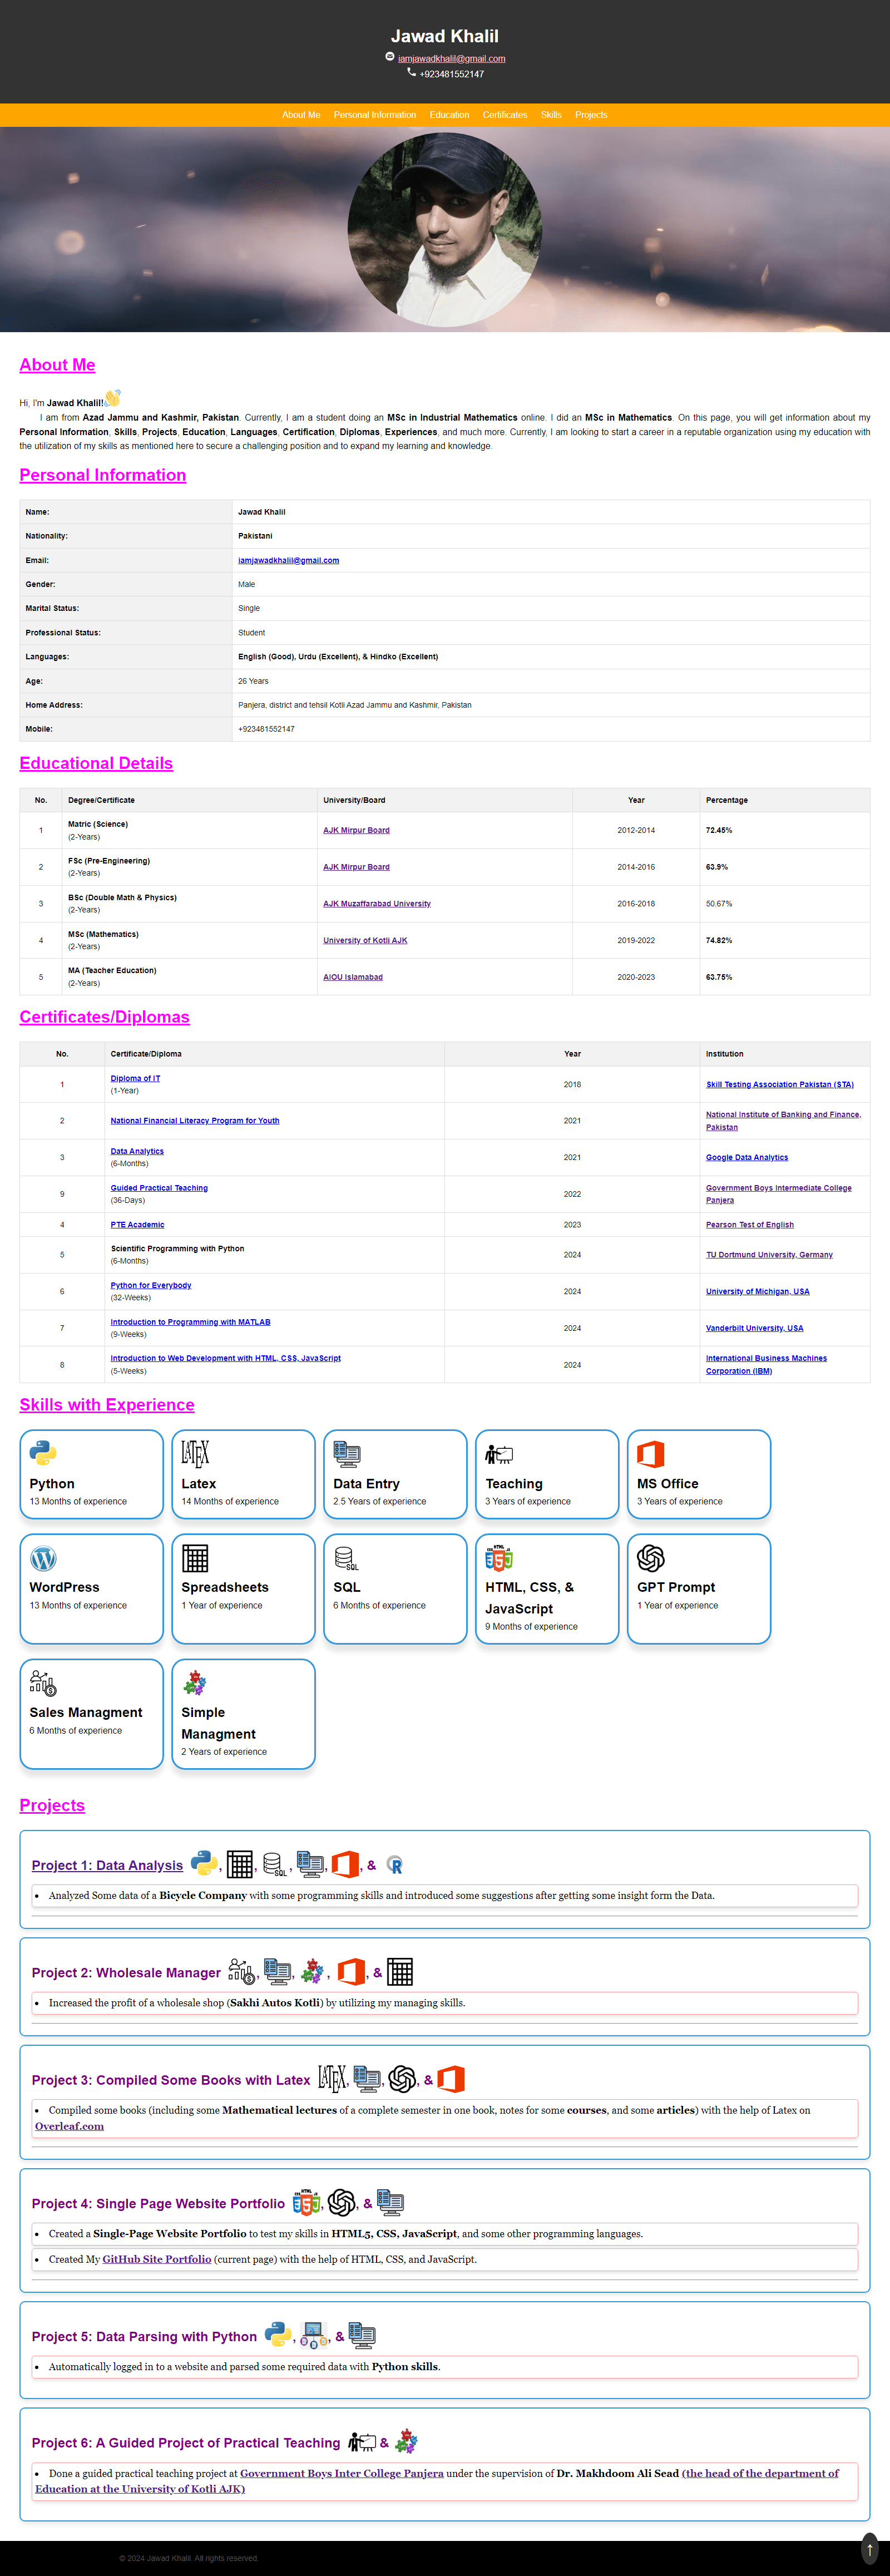 Jawad Khalil
iamjawadkhalil@gmail.com
+923481552147
About Me Personal Information Education Certificates Skills Projects
About Me
Hi, I'm Jawad Khalil!
I am from Azad Jammu and Kashmir, Pakistan. Currently, I am a student doing an MSc in Industrial Mathematics online. I did an MSc in Mathematics. On this page, you will get information about my
Personal Information, Skills, Projects, Education, Languages, Certification, Diplomas, Experiences, and much more. Currently, I am looking to start a career in a reputable organization using my education with
the utilization of my skills as mentioned here to secure a challenging position and to expand my learning and knowledge.
Personal Information
Name: Jawad Khalil
Nationality: Pakistani
Email: iamjawadkhalil@gmail.com
Gender: Male
Marital Status: Single
Professional Status: Student
Languages: English (Good), Urdu (Excellent), & Hindko (Excellent)
Age: 26 Years
Home Address: Panjera, district and tehsil Kotli Azad Jammu and Kashmir, Pakistan
Mobile: +923481552147
Educational Details
No. Degree/Certificate University/Board Year Percentage
1 Matric (Science) AJK Mirpur Board 2012-2014 72.45%
(2-Years)
2 FSc (Pre-Engineering) AJK Mirpur Board 2014-2016 63.9%
(2-Years)
3 BSc (Double Math & Physics) AJK Muzaffarabad University 2016-2018 50.67%
(2-Years)
4 MSc (Mathematics) University of Kotli AJK 2019-2022 74.82%
(2-Years)
5 MA (Teacher Education) AIOU Islamabad 2020-2023 63.75%
(2-Years)
Certificates/Diplomas
No. Certificate/Diploma Year Institution
1 Diploma of IT 2018 Skill Testing Association Pakistan (STA)
(1-Year)
2 National Financial Literacy Program for Youth 2021 National Institute of Banking and Finance,
Pakistan
3 Data Analytics 2021 Google Data Analytics
(6-Months)
9 Guided Practical Teaching 2022 Government Boys Intermediate College
(36-Days) Panjera
4 PTE Academic 2023 Pearson Test of English
5 Scientific Programming with Python 2024 TU Dortmund University, Germany
(6-Months)
6 Python for Everybody 2024 University of Michigan, USA
(32-Weeks)
7 Introduction to Programming with MATLAB 2024 Vanderbilt University, USA
(9-Weeks)
8 Introduction to Web Development with HTML, CSS, JavaScript 2024 International Business Machines
(5-Weeks) Corporation (IBM)
Skills with Experience
LATEX
Python Latex Data Entry Teaching MS Office
13 Months of experience 14 Months of experience 2.5 Years of experience 3 Years of experience 3 Years of experience
SQL HTML 5 3
WordPress Spreadsheets SQL HTML, CSS, & GPT Prompt
JavaScript
13 Months of experience 1 Year of experience 6 Months of experience 9 Months of experience 1 Year of experience
Sales Managment Simple
Managment
6 Months of experience 2 Years of experience
Projects
Project 1: Data Analysis , , SQL , , , & R
• Analyzed Some data of a Bicycle Company with some programming skills and introduced some suggestions after getting some insight form the Data.
Project 2: Wholesale Manager , , , , &
• Increased the profit of a wholesale shop (Sakhi Autos Kotli) by utilizing my managing skills.
Project 3: Compiled Some Books with Latex LATEX, , , &
• Compiled some books (including some Mathematical lectures of a complete semester in one book, notes for some courses, and some articles) with the help of Latex on
Overleaf.com
Project 4: Single Page Website Portfolio HTML 5 3, , &
• Created a Single-Page Website Portfolio to test my skills in HTML5, CSS, JavaScript, and some other programming languages.
• Created My GitHub Site Portfolio (current page) with the help of HTML, CSS, and JavaScript.
Project 5: Data Parsing with Python , , &
• Automatically logged in to a website and parsed some required data with Python skills.
Project 6: A Guided Project of Practical Teaching &
• Done a guided practical teaching project at Government Boys Inter College Panjera under the supervision of Dr. Makhdoom Ali Sead (the head of the department of
Education at the University of Kotli AJK)
© 2024 Jawad Khalil. All rights reserved.
↑